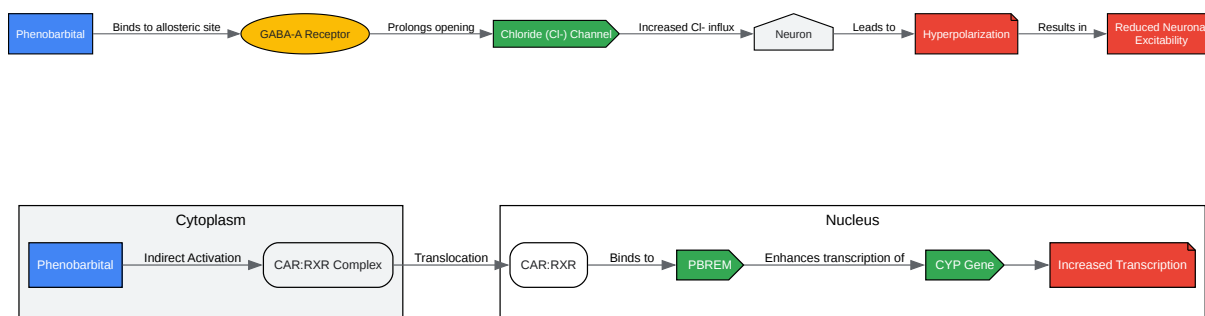 Phenobarbital
Binds to allosteric site
GABA-A Receptor
Prolongs opening
Chloride (Cl-) Channel
Increased Cl- influx
Neuron
Leads to
Hyperpolarization
Results in
Reduced Neurona
Excitability
Cytoplasm
Phenobarbital
Indirect Activation
CAR:RXR Complex
Translocation
Nucleus
CAR:RXR
Binds to
PBREM
Enhances transcription of
CYP Gene
Increased Transcription